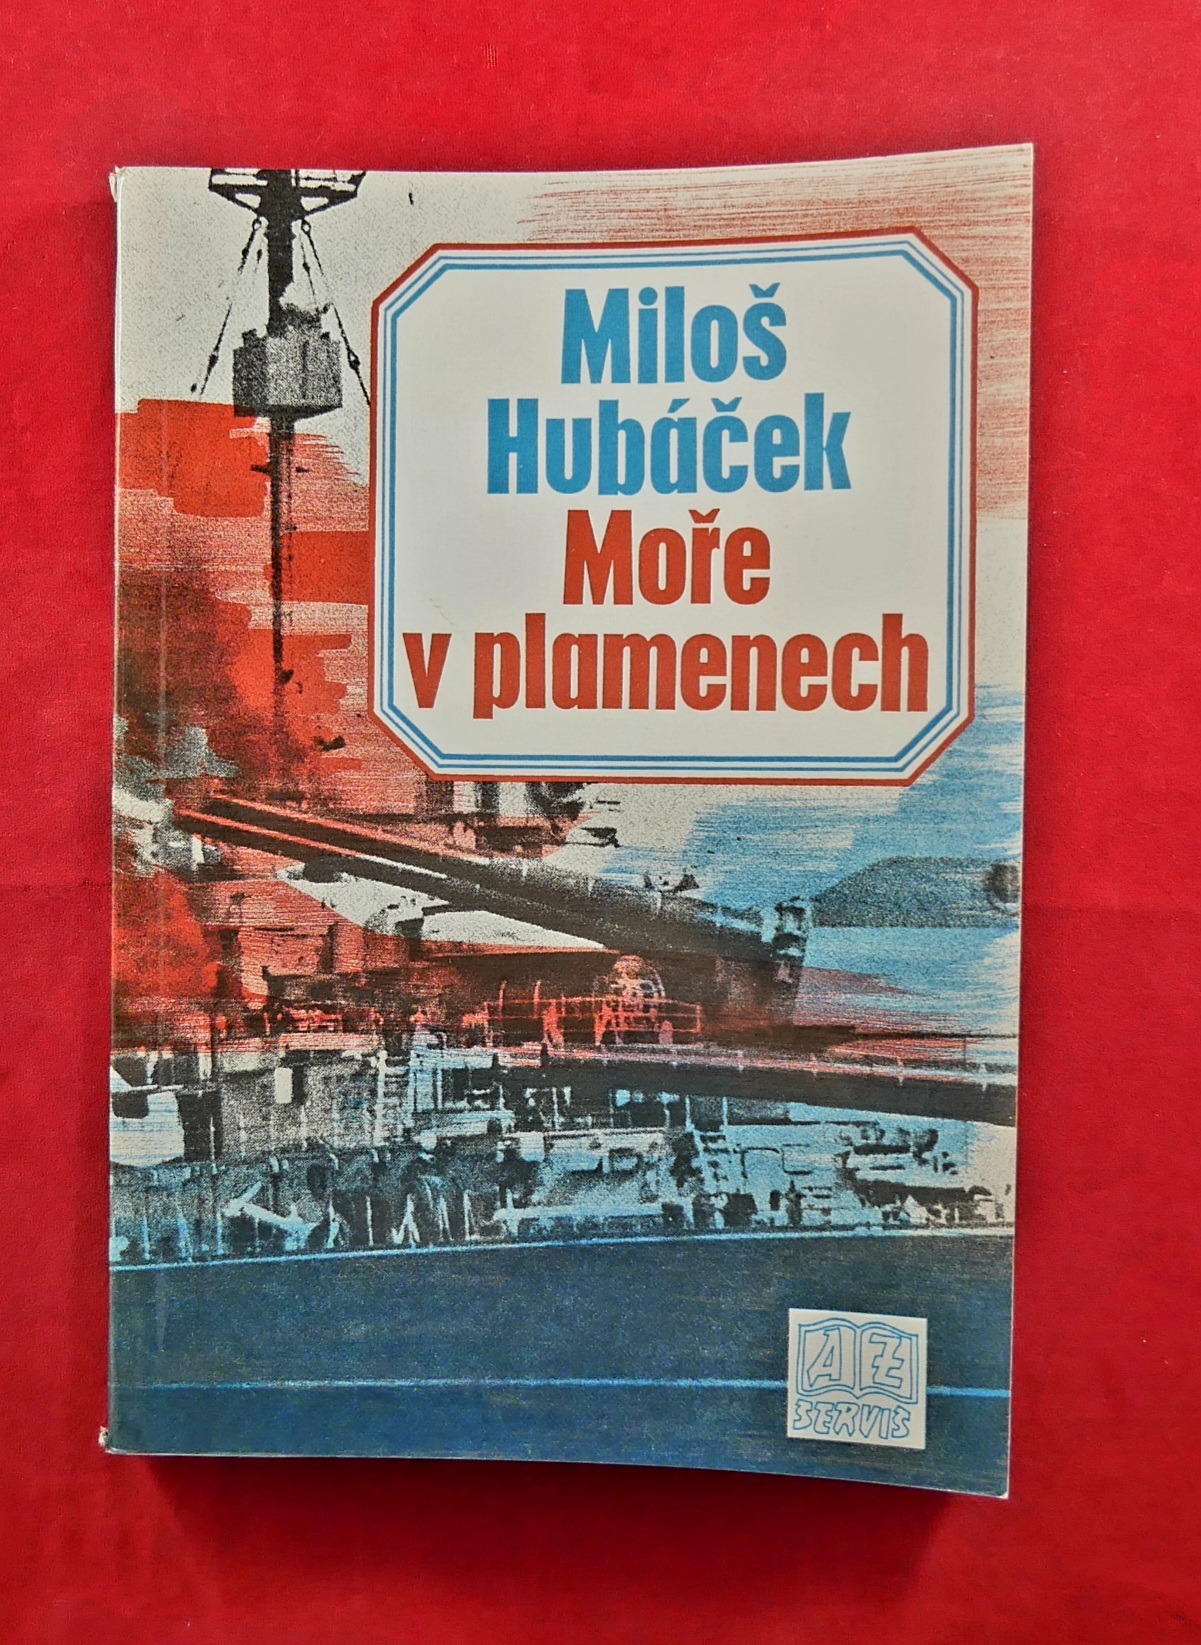 Miloš
Hubáček
Moře
v plamenech
AZ
SERVIS